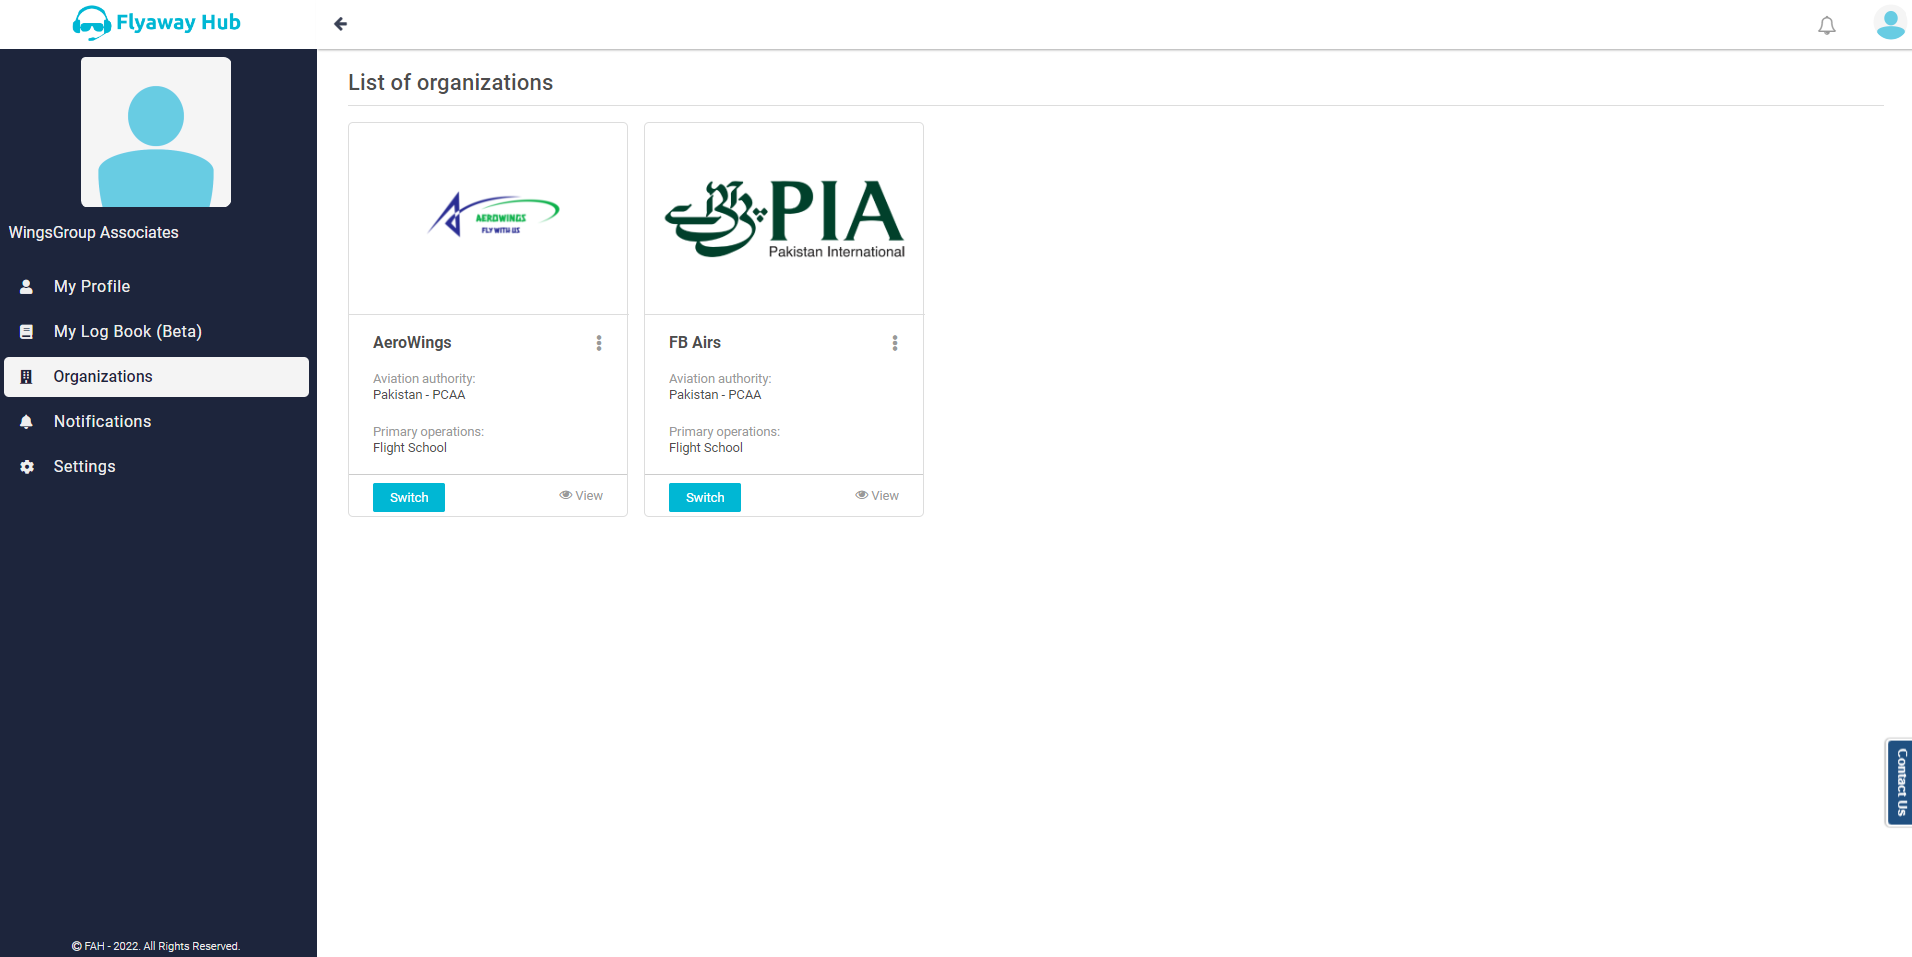 Flyaway Hub
WingsGroup Associates
My Profile
My Log Book (Beta)
Organizations
Notifications
Settings
© FAH - 2022. All Rights Reserved.
List of organizations
AEROWINGS
FLY WITH US
AeroWings
Aviation authority:
Pakistan - PCAA
Primary operations:
Flight School
Switch
View
PIA
Pakistan International
FB Airs
Aviation authority:
Pakistan - PCAA
Primary operations:
Flight School
Switch
View
Contact Us